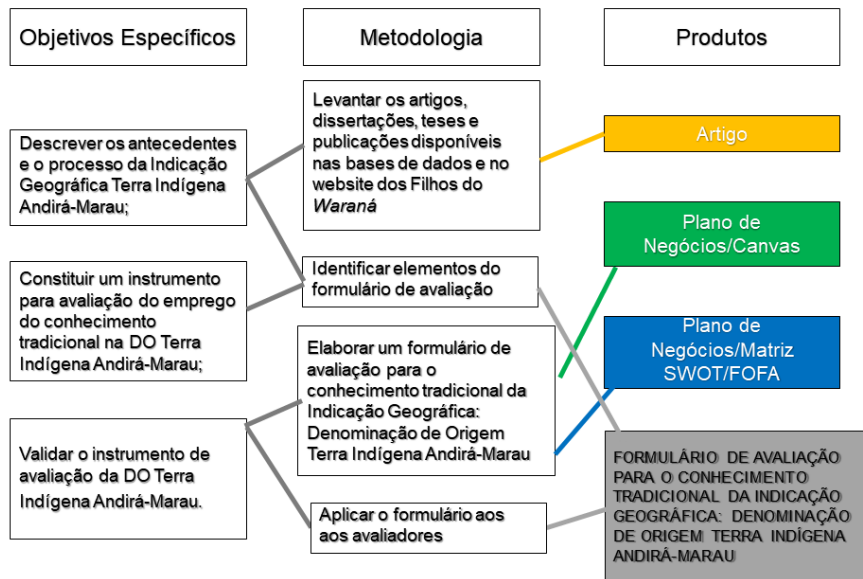 Objetivos Específicos
Metodologia
Produtos
Descrever os antecedentes
e o processo da Indicação
Geográfica Terra Indígena
Andirá-Marau;
Constituir um instrumento
para avaliação do emprego
do conhecimento
tradicional na DO Terra
Indígena Andirá-Marau;
Validar o instrumento de
avaliação da DO Terra
Indígena Andirá-Marau.
Levantar os artigos,
dissertações, teses e
publicações disponíveis
nas bases de dados e no
website dos Filhos do
Waraná
Identificar elementos do
formulário de avaliação
Elaborar um formulário de
avaliação para o
conhecimento tradicional da
Indicação Geográfica:
Denominação de Origem
Terra Indígena Andirá-Marau
Aplicar o formulário aos
aos avaliadores
Artigo
Plano de
Negócios/Canvas
Plano de
Negócios/Matriz
SWOT/FOFA
FORMULÁRIO DE AVALIAÇÃO
PARA O CONHECIMENTO
TRADICIONAL DA INDICAÇÃO
GEOGRÁFICA: DENOMINAÇÃO
DE ORIGEM TERRA INDÍGENA
ANDIRÁ-MARAU